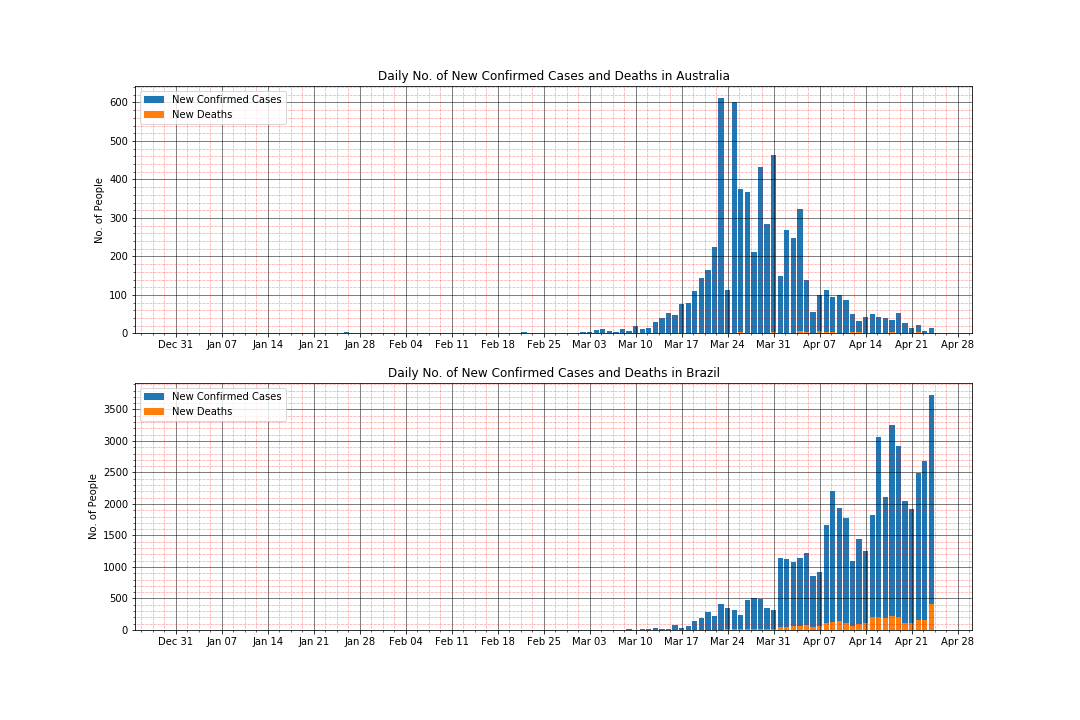 Daily No. of New Confirmed Cases and Deaths in Australia
New Confirmed Cases
New Deaths
600
500
400
300
200
100
0
No. of People
Dec 31 Jan 07 Jan 14 Jan 21 Jan 28 Feb 04 Feb 11 Feb 18 Feb 25 Mar 03 Mar 10 Mar 17 Mar 24 Mar 31 Apr 07 Apr 14 Apr 21 Apr 28
Daily No. of New Confirmed Cases and Deaths in Brazil
New Confirmed Cases
New Deaths
3500
3000
2500
2000
1500
1000
500
0
No. of People
Dec 31 Jan 07 Jan 14 Jan 21 Jan 28 Feb 04 Feb 11 Feb 18 Feb 25 Mar 03 Mar 10 Mar 17 Mar 24 Mar 31 Apr 07 Apr 14 Apr 21 Apr 28